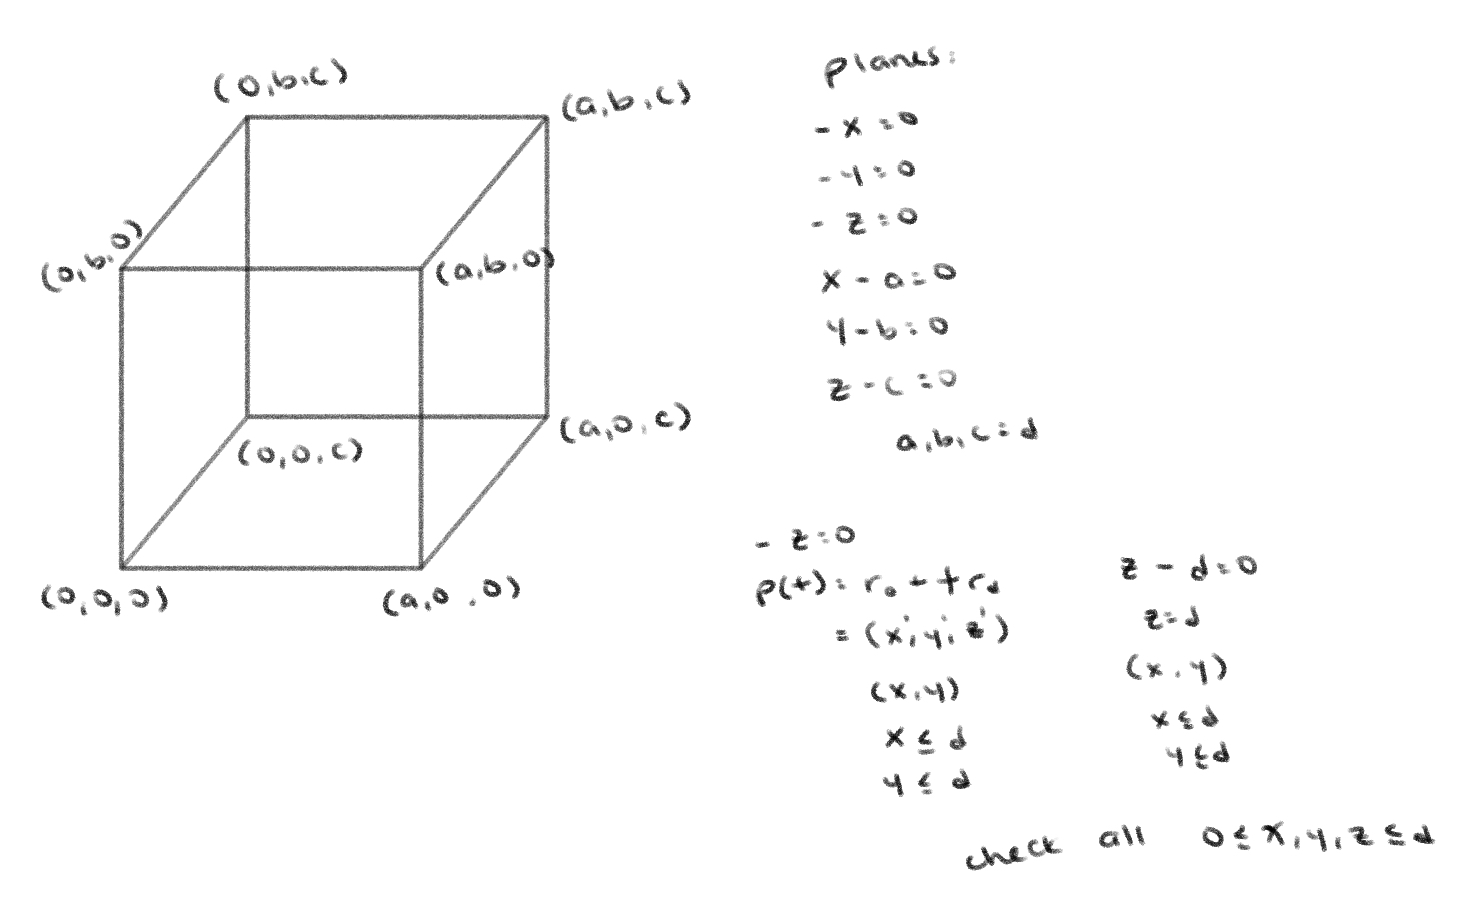 (0,b,c)
(a,b,c)
(0,b,0)
(a,b,0)
(0,0,c)
(a,0,c)
(0,0,0)
(a,0,0)
planes:
-x=0
-y=0
-z=0
x-a=0
y-b=0
z-c=0
a,b,c=d
-z=0
p(t)=r₀+trd
=(x',y',z')
(x,y)
x≤d
y≤d
z-d=0
z=d
(x,y)
x≤d
y≤d
check all 0≤x,y,z≤d